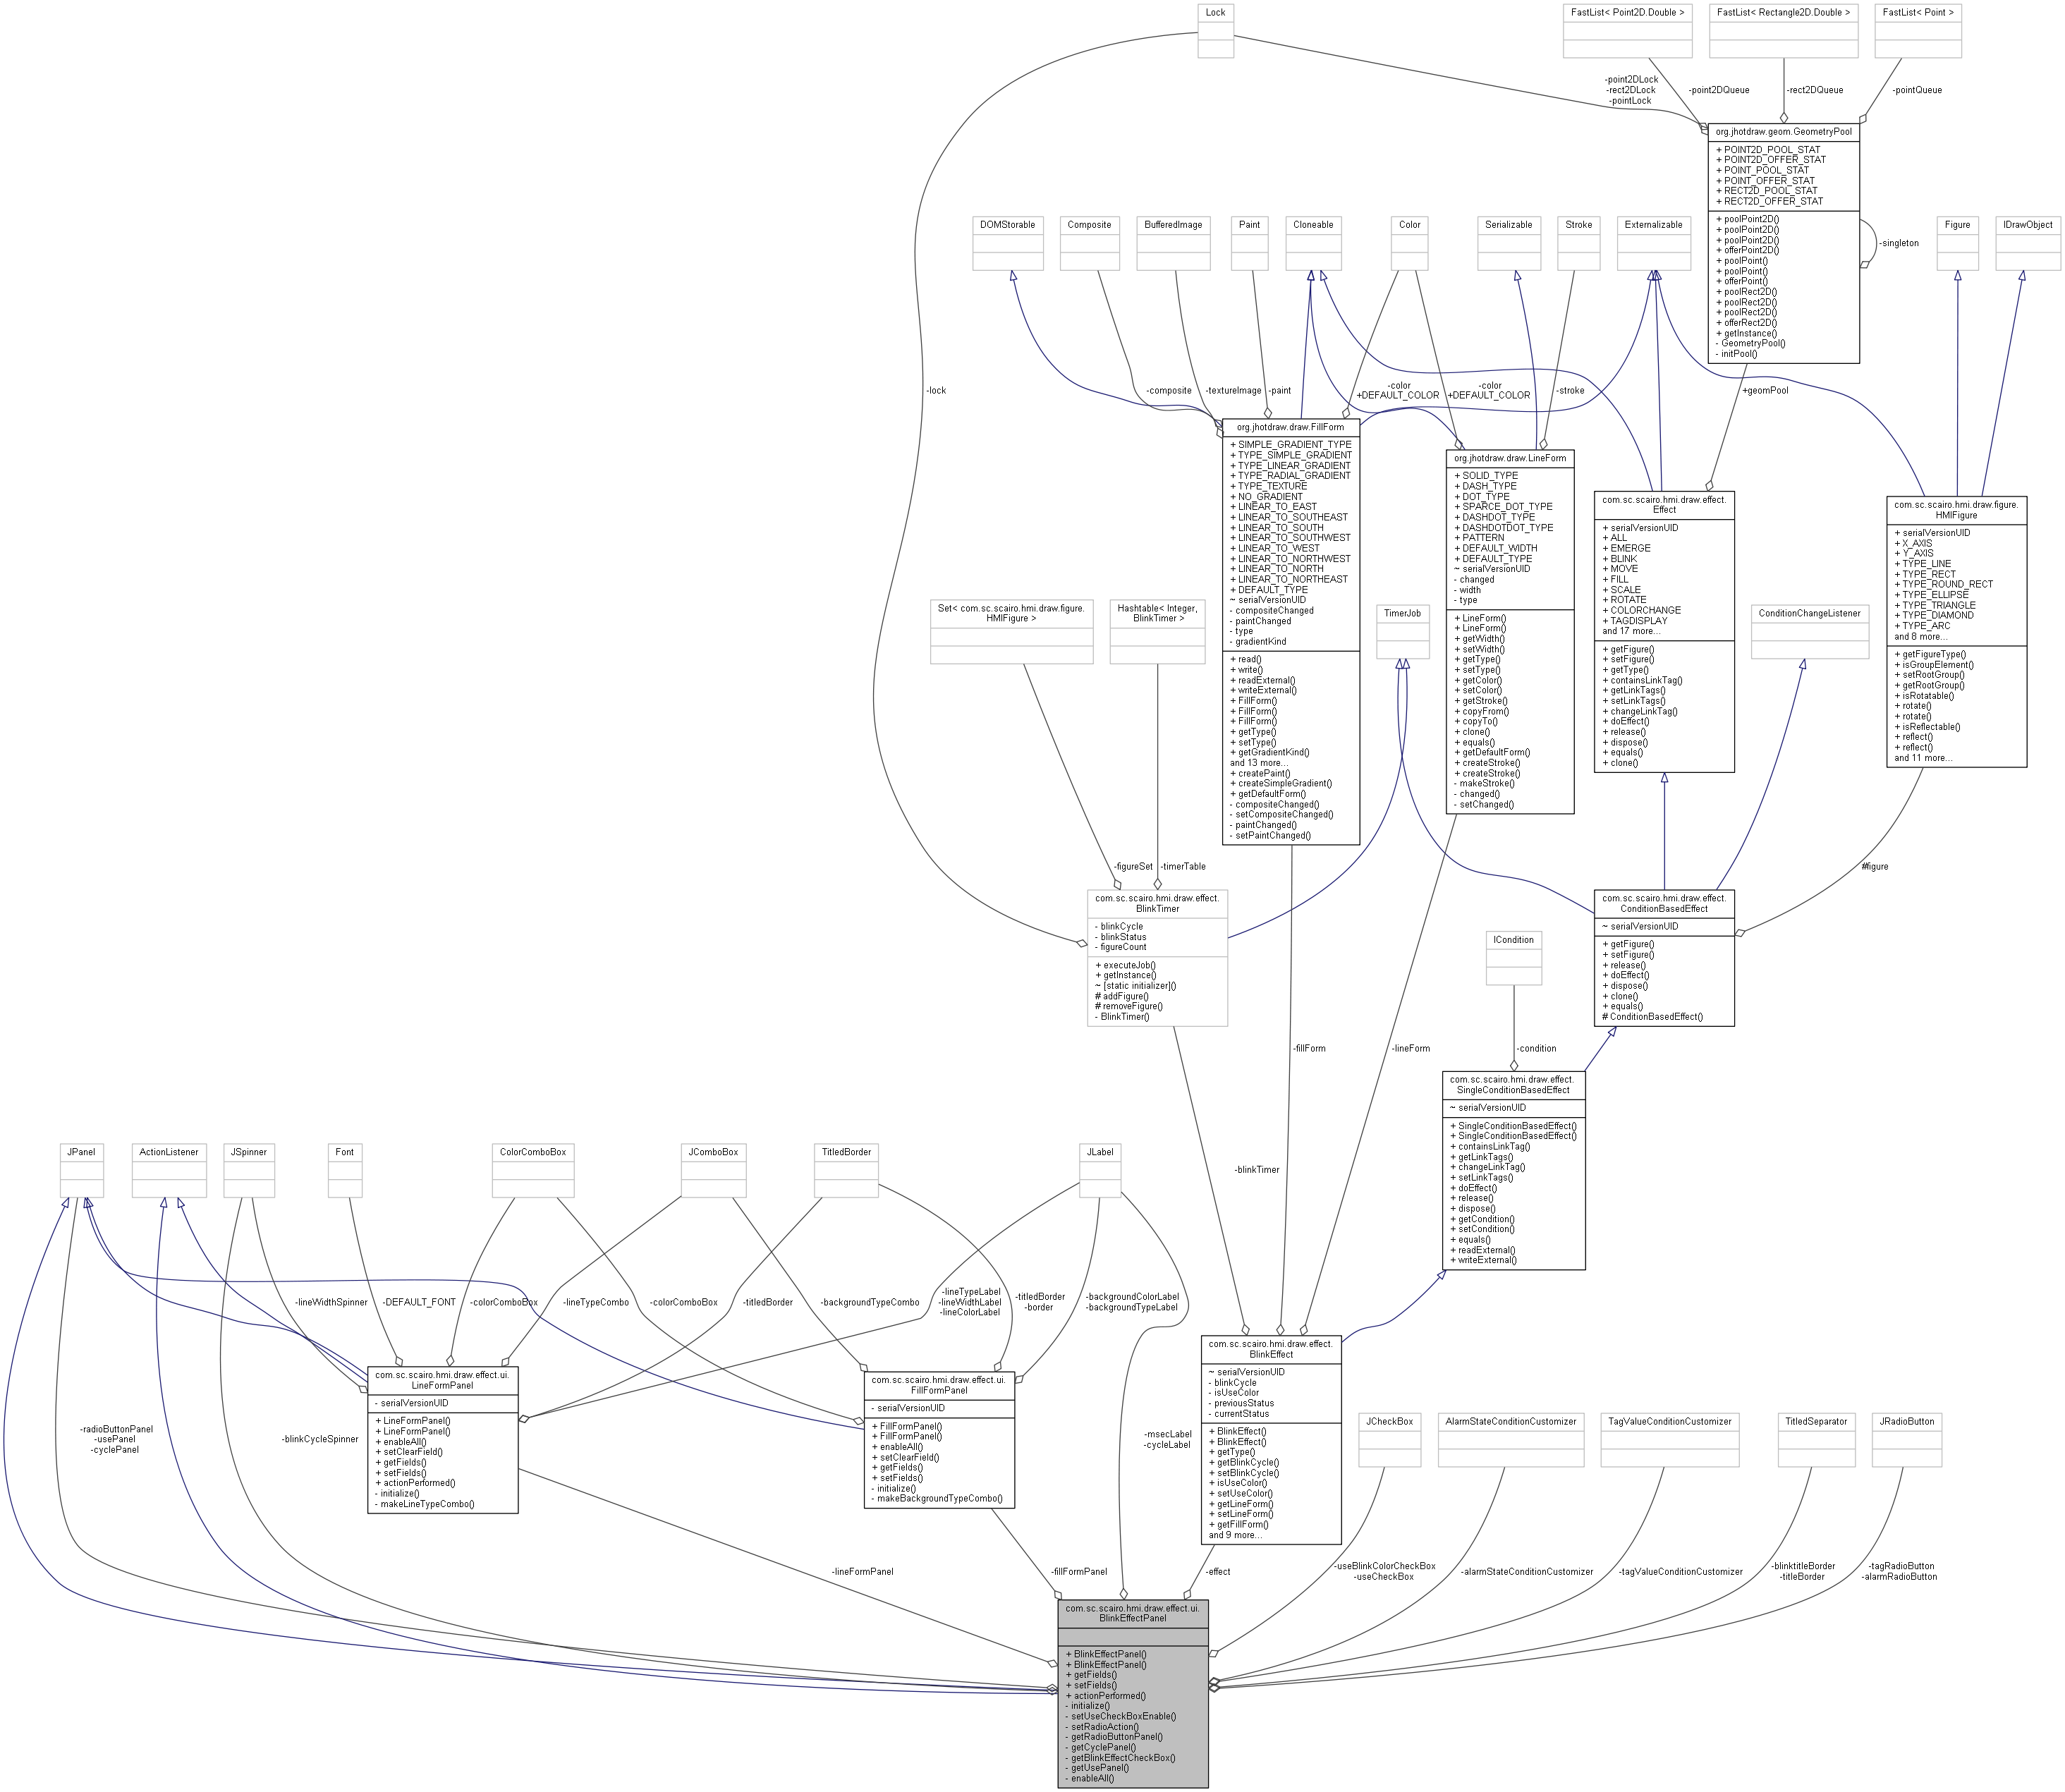 Lock
FastList< Point2D.Double >
FastList< Rectangle2D.Double >
FastList< Point >
-point2DLock
-rect2DLock
-pointLock
-point2DQueue
-rect2DQueue
-pointQueue
org.jhotdraw.geom.GeometryPool
+ POINT2D_POOL_STAT
+ POINT2D_OFFER_STAT
+ POINT_POOL_STAT
+ POINT_OFFER_STAT
+ RECT2D_POOL_STAT
+ RECT2D_OFFER_STAT
+ poolPoint2D()
+ poolPoint2D()
+ poolPoint2D()
+ offerPoint2D()
+ poolPoint()
+ poolPoint()
+ offerPoint()
+ poolRect2D()
+ poolRect2D()
+ poolRect2D()
+ offerRect2D()
+ getInstance()
- GeometryPool()
- initPool()
-singleton
DOMStorable
Composite
BufferedImage
Paint
Cloneable
Color
Serializable
Stroke
Externalizable
Figure
IDrawObject
-lock
-composite
-textureImage
-paint
-color
+DEFAULT_COLOR
-color
+DEFAULT_COLOR
-stroke
+geomPool
org.jhotdraw.draw.FillForm
+ SIMPLE_GRADIENT_TYPE
+ TYPE_SIMPLE_GRADIENT
+ TYPE_LINEAR_GRADIENT
+ TYPE_RADIAL_GRADIENT
+ TYPE_TEXTURE
+ NO_GRADIENT
+ LINEAR_TO_EAST
+ LINEAR_TO_SOUTHEAST
+ LINEAR_TO_SOUTH
+ LINEAR_TO_SOUTHWEST
+ LINEAR_TO_WEST
+ LINEAR_TO_NORTHWEST
+ LINEAR_TO_NORTH
+ LINEAR_TO_NORTHEAST
+ DEFAULT_TYPE
~ serialVersionUID
- compositeChanged
- paintChanged
- type
- gradientKind
+ read()
+ write()
+ readExternal()
+ writeExternal()
+ FillForm()
+ FillForm()
+ FillForm()
+ getType()
+ setType()
+ getGradientKind()
and 13 more...
+ createPaint()
+ createSimpleGradient()
+ getDefaultForm()
- compositeChanged()
- setCompositeChanged()
- paintChanged()
- setPaintChanged()
org.jhotdraw.draw.LineForm
+ SOLID_TYPE
+ DASH_TYPE
+ DOT_TYPE
+ SPARCE_DOT_TYPE
+ DASHDOT_TYPE
+ DASHDOTDOT_TYPE
+ PATTERN
+ DEFAULT_WIDTH
+ DEFAULT_TYPE
~ serialVersionUID
- changed
- width
- type
+ LineForm()
+ LineForm()
+ getWidth()
+ setWidth()
+ getType()
+ setType()
+ getColor()
+ setColor()
+ getStroke()
+ copyFrom()
+ copyTo()
+ clone()
+ equals()
+ getDefaultForm()
+ createStroke()
+ createStroke()
- makeStroke()
- changed()
- setChanged()
com.sc.scairo.hmi.draw.effect.
Effect
+ serialVersionUID
+ ALL
+ EMERGE
+ BLINK
+ MOVE
+ FILL
+ SCALE
+ ROTATE
+ COLORCHANGE
+ TAGDISPLAY
and 17 more...
+ getFigure()
+ setFigure()
+ getType()
+ containsLinkTag()
+ getLinkTags()
+ setLinkTags()
+ changeLinkTag()
+ doEffect()
+ release()
+ dispose()
+ equals()
+ clone()
com.sc.scairo.hmi.draw.figure.
HMIFigure
+ serialVersionUID
+ X_AXIS
+ Y_AXIS
+ TYPE_LINE
+ TYPE_RECT
+ TYPE_ROUND_RECT
+ TYPE_ELLIPSE
+ TYPE_TRIANGLE
+ TYPE_DIAMOND
+ TYPE_ARC
and 8 more...
+ getFigureType()
+ isGroupElement()
+ setRootGroup()
+ getRootGroup()
+ isRotatable()
+ rotate()
+ rotate()
+ isReflectable()
+ reflect()
+ reflect()
and 11 more...
Set< com.sc.scairo.hmi.draw.figure.
HMIFigure >
Hashtable< Integer,
BlinkTimer >
TimerJob
ConditionChangeListener
-figureSet
-timerTable
#figure
com.sc.scairo.hmi.draw.effect.
BlinkTimer
- blinkCycle
- blinkStatus
- figureCount
+ executeJob()
+ getInstance()
~ [static initializer]()
# addFigure()
# removeFigure()
- BlinkTimer()
com.sc.scairo.hmi.draw.effect.
ConditionBasedEffect
~ serialVersionUID
+ getFigure()
+ setFigure()
+ release()
+ doEffect()
+ dispose()
+ clone()
+ equals()
# ConditionBasedEffect()
ICondition
-fillForm
-lineForm
-condition
com.sc.scairo.hmi.draw.effect.
SingleConditionBasedEffect
~ serialVersionUID
+ SingleConditionBasedEffect()
+ SingleConditionBasedEffect()
+ containsLinkTag()
+ getLinkTags()
+ changeLinkTag()
+ setLinkTags()
+ doEffect()
+ release()
+ dispose()
+ getCondition()
+ setCondition()
+ equals()
+ readExternal()
+ writeExternal()
JPanel
ActionListener
JSpinner
Font
ColorComboBox
JComboBox
TitledBorder
JLabel
-blinkTimer
-lineWidthSpinner
-DEFAULT_FONT
-colorComboBox
-lineTypeCombo
-colorComboBox
-titledBorder
-backgroundTypeCombo
-lineTypeLabel
-lineWidthLabel
-lineColorLabel
-titledBorder
-border
-backgroundColorLabel
-backgroundTypeLabel
com.sc.scairo.hmi.draw.effect.ui.
LineFormPanel
- serialVersionUID
+ LineFormPanel()
+ LineFormPanel()
+ enableAll()
+ setClearField()
+ getFields()
+ setFields()
+ actionPerformed()
- initialize()
- makeLineTypeCombo()
com.sc.scairo.hmi.draw.effect.ui.
FillFormPanel
- serialVersionUID
+ FillFormPanel()
+ FillFormPanel()
+ enableAll()
+ setClearField()
+ getFields()
+ setFields()
- initialize()
- makeBackgroundTypeCombo()
com.sc.scairo.hmi.draw.effect.
BlinkEffect
~ serialVersionUID
- blinkCycle
- isUseColor
- previousStatus
- currentStatus
+ BlinkEffect()
+ BlinkEffect()
+ getType()
+ getBlinkCycle()
+ setBlinkCycle()
+ isUseColor()
+ setUseColor()
+ getLineForm()
+ setLineForm()
+ getFillForm()
and 9 more...
JCheckBox
AlarmStateConditionCustomizer
TagValueConditionCustomizer
TitledSeparator
JRadioButton
-radioButtonPanel
-usePanel
-cyclePanel
-blinkCycleSpinner
-msecLabel
-cycleLabel
-lineFormPanel
-fillFormPanel
-effect
-useBlinkColorCheckBox
-useCheckBox
-alarmStateConditionCustomizer
-tagValueConditionCustomizer
-blinktitleBorder
-titleBorder
-tagRadioButton
-alarmRadioButton
com.sc.scairo.hmi.draw.effect.ui.
BlinkEffectPanel
+ BlinkEffectPanel()
+ BlinkEffectPanel()
+ getFields()
+ setFields()
+ actionPerformed()
- initialize()
- setUseCheckBoxEnable()
- setRadioAction()
- getRadioButtonPanel()
- getCyclePanel()
- getBlinkEffectCheckBox()
- getUsePanel()
- enableAll()